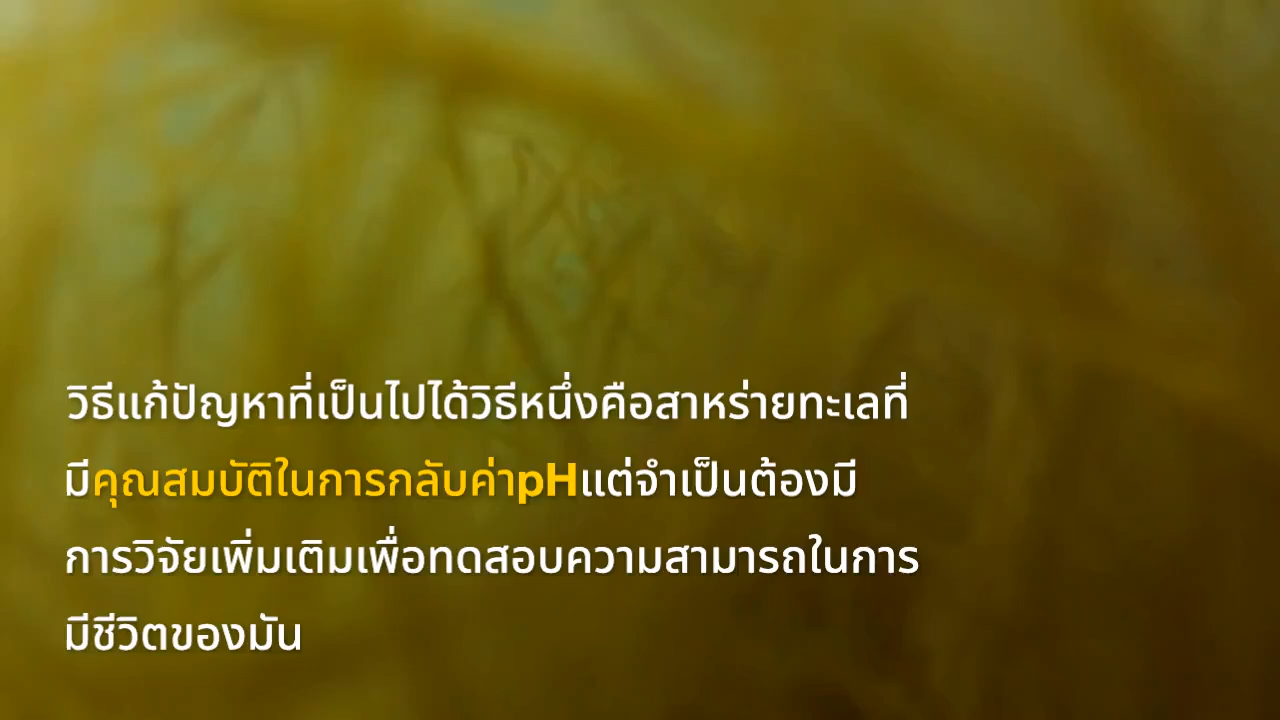 วิธีแก้ปัญหาที่เป็นไปได้วิธีหนึ่งคือสาหร่ายทะเลที่
มีคุณสมบัติในการกลับค่าpHแต่จำเป็นต้องมี
การวิจัยเพิ่มเติมเพื่อทดสอบความสามารถในการ
มีชีวิตของมัน